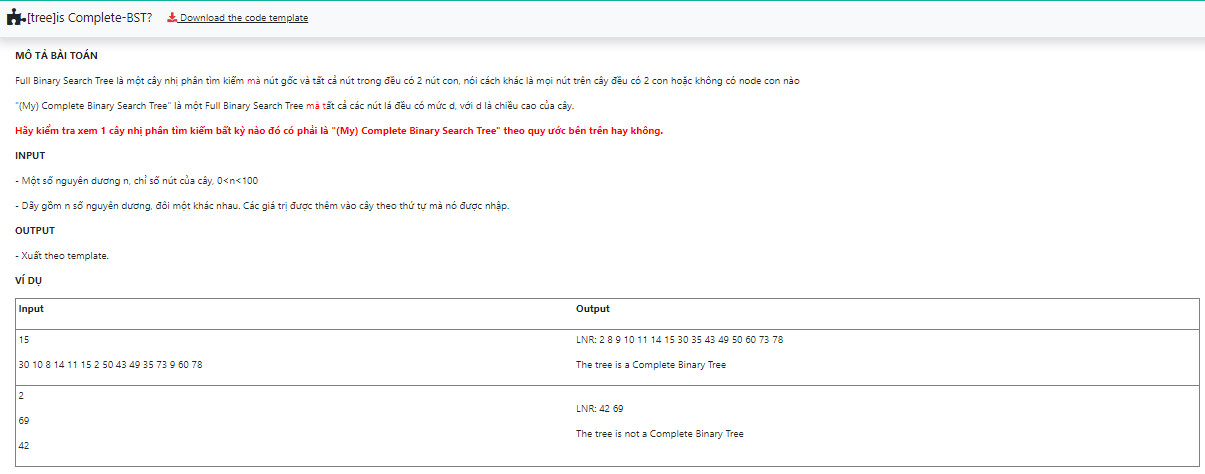 [tree]is Complete-BST? Download the code template
MÔ TẢ BÀI TOÁN
Full Binary Search Tree là một cây nhị phân tìm kiếm mà nút gốc và tất cả nút trong đều có 2 nút con, nói cách khác là mọi nút trên cây đều có 2 con hoặc không có node con nào
"(My) Complete Binary Search Tree" là một Full Binary Search Tree mà tất cả các nút lá đều có mức d, với d là chiều cao của cây.
Hãy kiểm tra xem 1 cây nhị phân tìm kiếm bất kỳ nào đó có phải là "(My) Complete Binary Search Tree" theo quy ước bên trên hay không.
INPUT
- Một số nguyên dương n, chỉ số nút của cây, 0<n<100
- Dãy gồm n số nguyên dương, đôi một khác nhau. Các giá trị được thêm vào cây theo thứ tự mà nó được nhập.
OUTPUT
- Xuất theo template.
VÍ DỤ
Input Output
15 LNR: 2 8 9 10 11 14 15 30 35 43 49 50 60 73 78
30 10 8 14 11 15 2 50 43 49 35 73 9 60 78 The tree is a Complete Binary Tree
2
LNR: 42 69
69
The tree is not a Complete Binary Tree
42